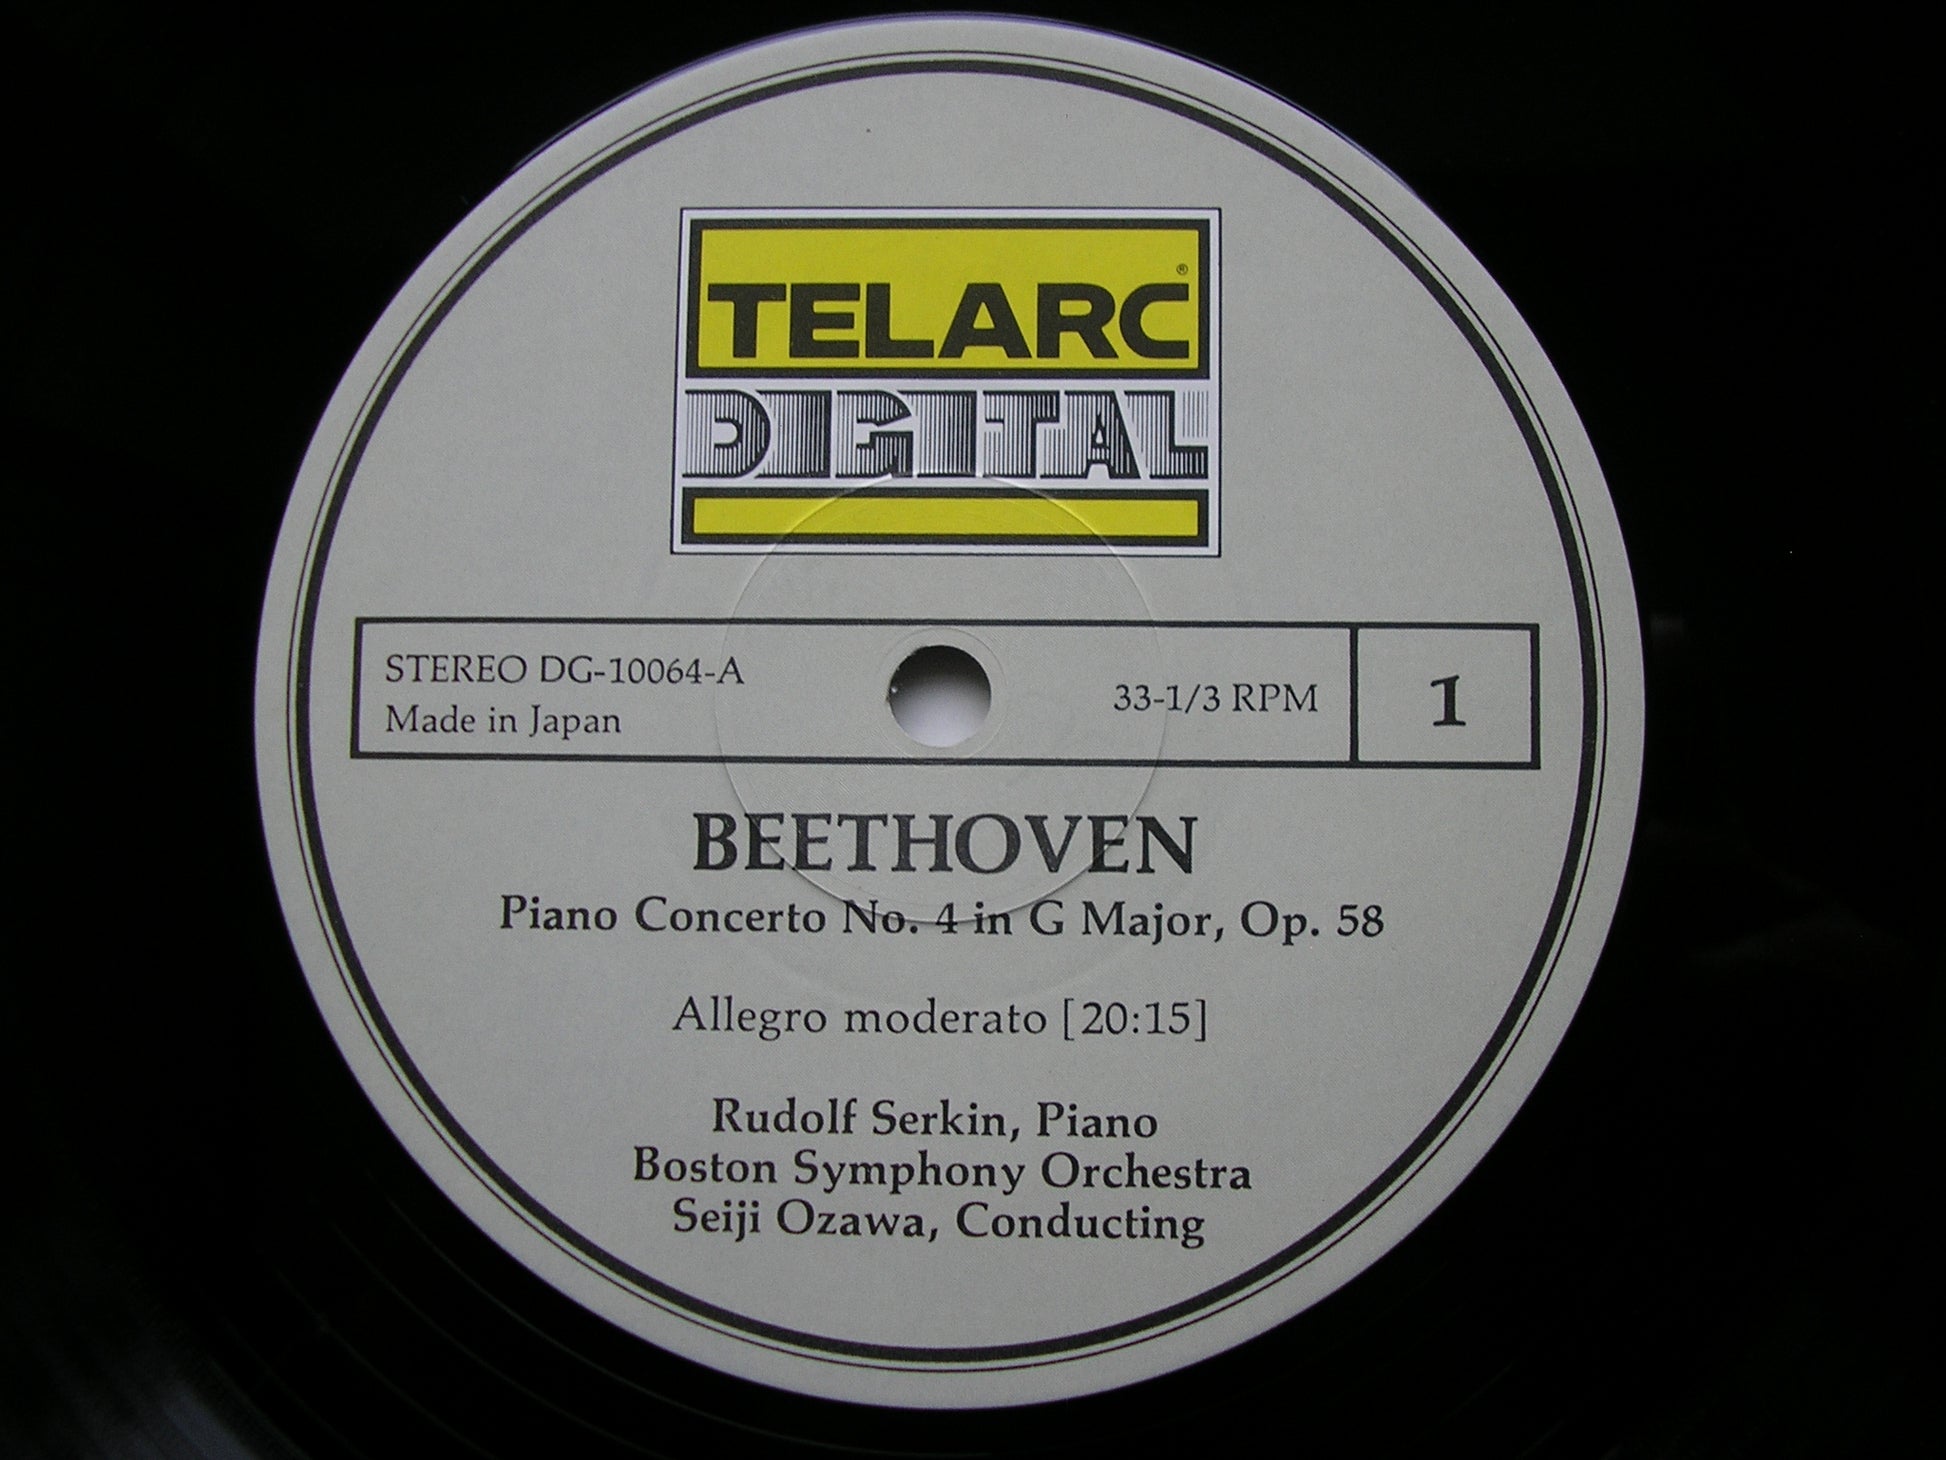 TELARC®
DIGITAL
STEREO DG-10064-A
Made in Japan
33-1/3 RPM
1
BEETHOVEN
Piano Concerto No. 4 in G Major, Op. 58
Allegro moderato [20:15]
Rudolf Serkin, Piano
Boston Symphony Orchestra
Seiji Ozawa, Conducting